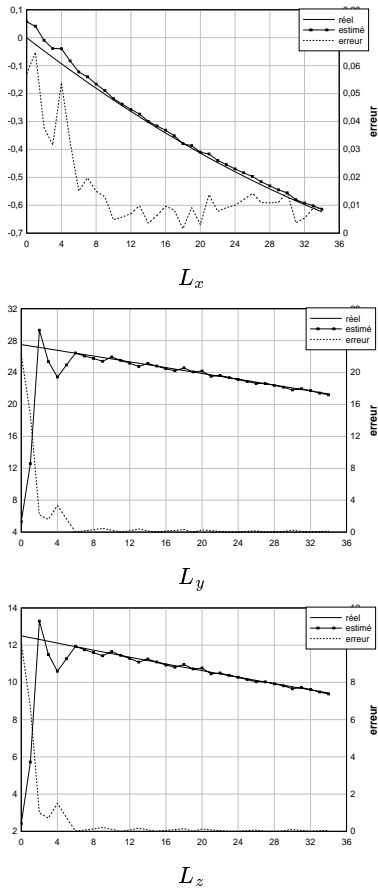 0,1
réel
estimé
erreur
0 -0,1 0,06
-0,2 0,05
-0,3 0,04
-0,4 0,03
-0,5 0,02
-0,6 0,01
-0,7 0
0 4 8 12 16 20 24 28 32 36
erreur
L_x
32
réel
estimé
erreur
28
24 20
20 16
16 12
12 8
8 4
4 0
0 4 8 12 16 20 24 28 32 36
erreur
L_y
14
réel
estimé
erreur
12
10 8
8 6
6 4
4 2
2 0
0 4 8 12 16 20 24 28 32 36
erreur
L_z